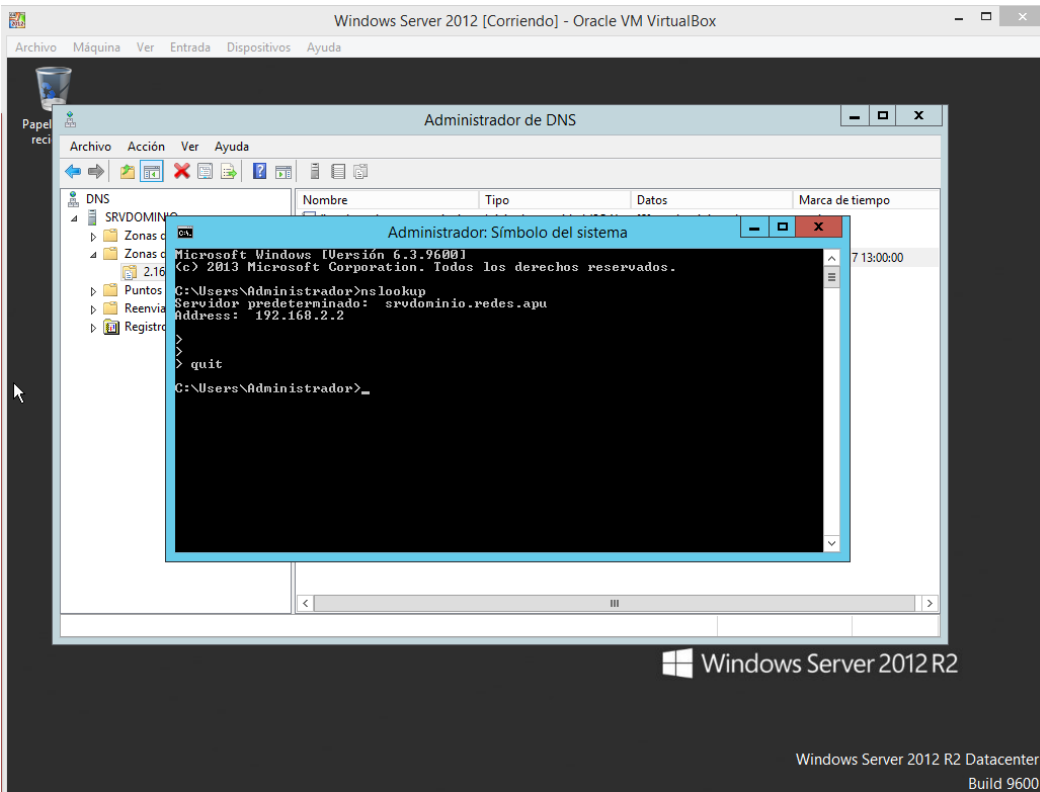 Windows Server 2012 [Corriendo] - Oracle VM VirtualBox
Archivo Máquina Ver Entrada Dispositivos Ayuda
Administrador de DNS
Archivo Acción Ver Ayuda
DNS
Nombre Tipo Datos Marca de tiempo
Zonas
Zonas
7 13:00:00
2.16
Puntos
Administrador: Símbolo del sistema
Microsoft Windows [Versión 6.3.9600]
(c) 2013 Microsoft Corporation. Todos los derechos reservados.
C:\Users\Administrador>nslookup
Servidor predeterminado: srvdominio.redes.apu
Address: 192.168.2.2
>
>
> quit
C:\Users\Administrador>_
Windows Server 2012 R2
Windows Server 2012 R2 Datacenter
Build 9600